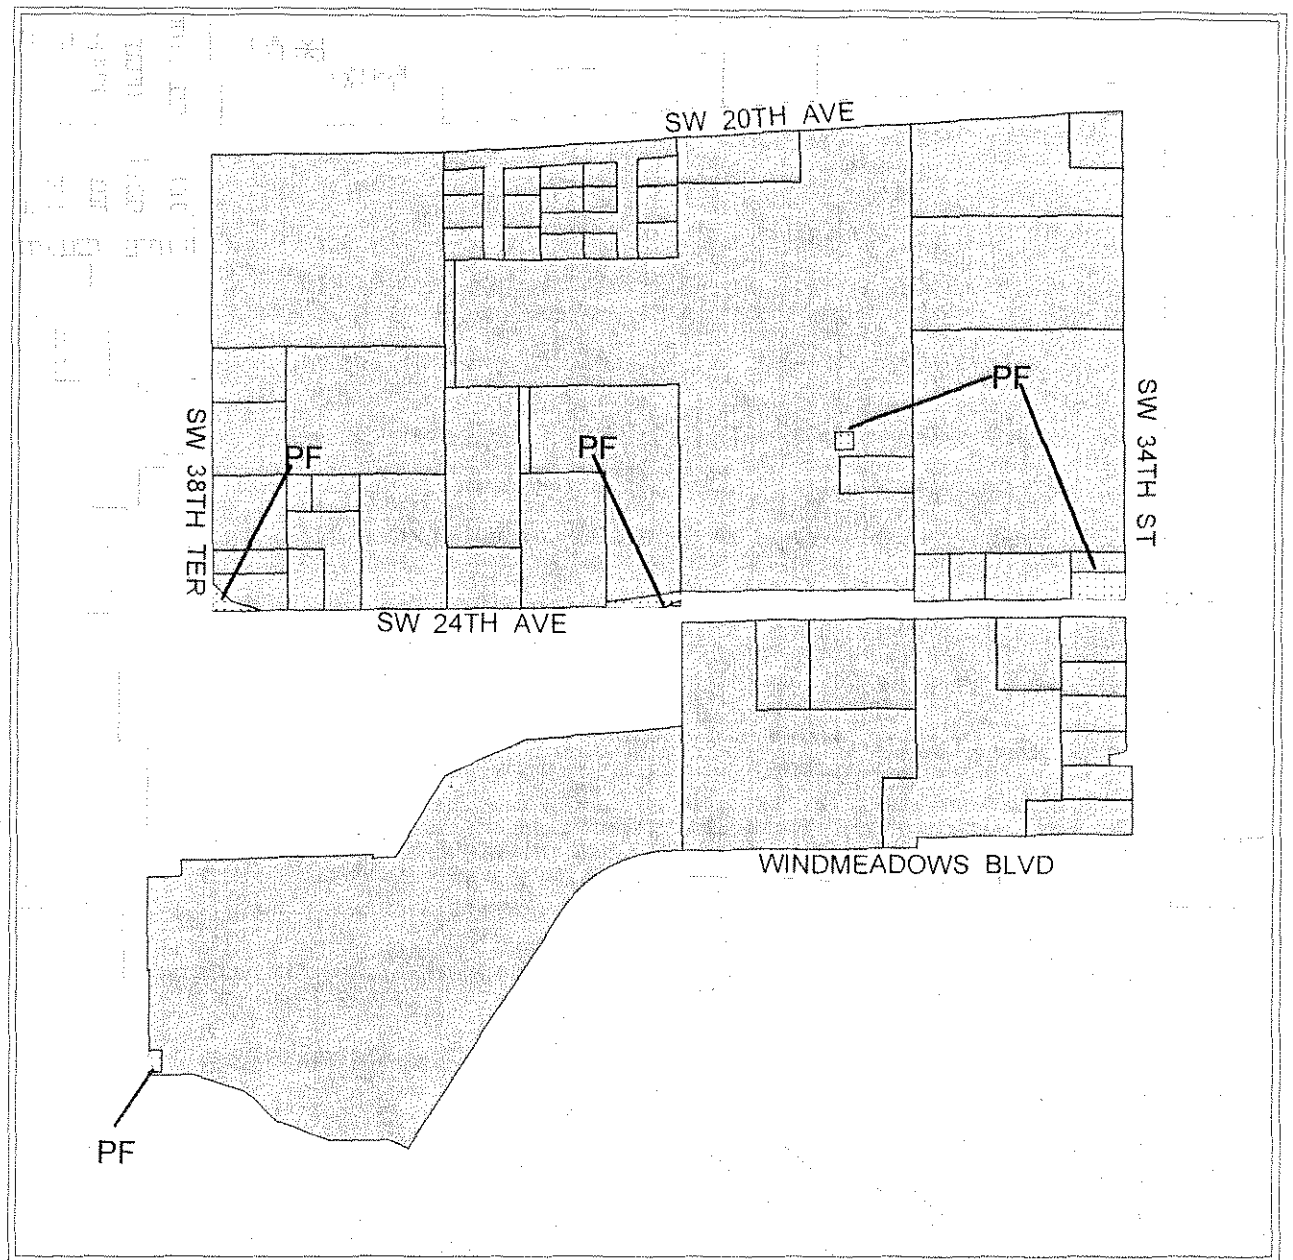 SW 20TH AVE
PF
SW 34TH ST
SW 38TH TER
PF
PF
SW 24TH AVE
WINDMEADOWS BLVD
PF